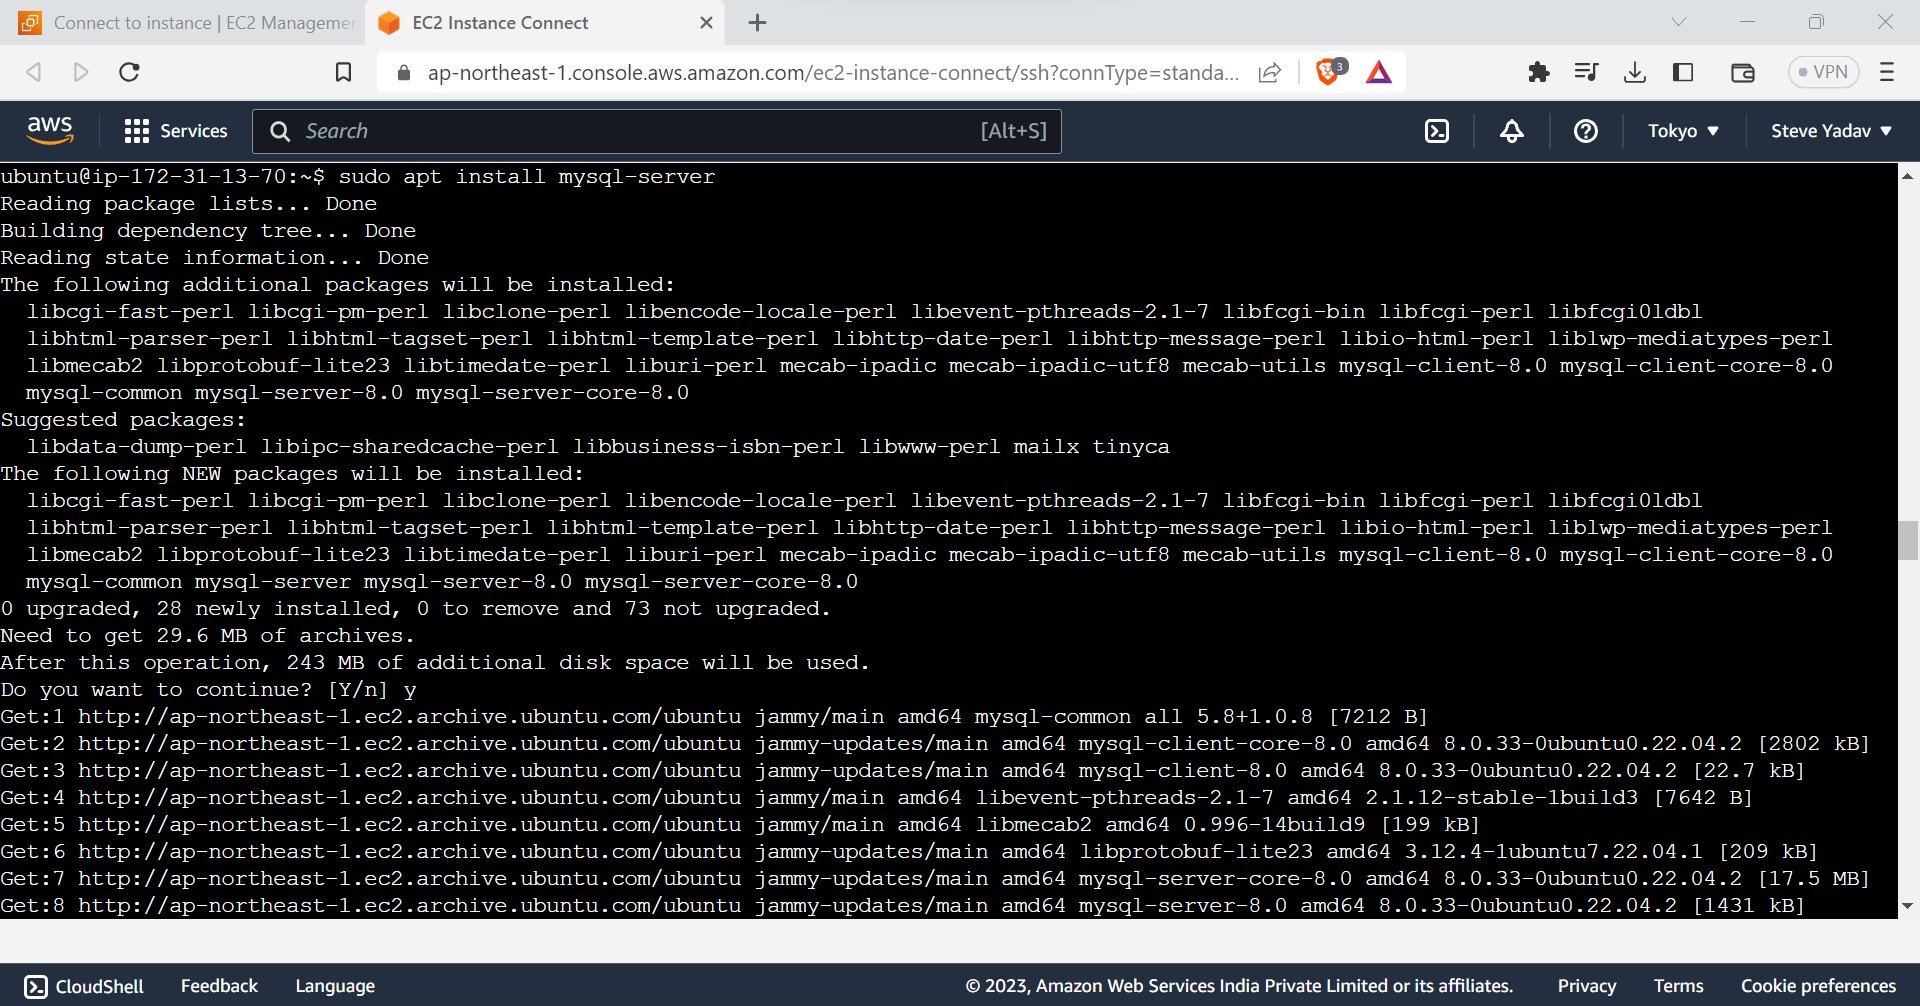 Connect to instance | EC2 Manageme
EC2 Instance Connect
ap-northeast-1.console.aws.amazon.com/ec2-instance-connect/ssh?connType=standa...
3
VPN
aws
Services
Search
[Alt+S]
Tokyo
Steve Yadav
ubuntu@ip-172-31-13-70:~$ sudo apt install mysql-server
Reading package lists... Done
Building dependency tree... Done
Reading state information... Done
The following additional packages will be installed:
  libcgi-fast-perl libcgi-pm-perl libclone-perl libencode-locale-perl libevent-pthreads-2.1-7 libfcgi-bin libfcgi-perl libfcgi0ldbl
  libhtml-parser-perl libhtml-tagset-perl libhtml-template-perl libhttp-date-perl libhttp-message-perl libio-html-perl liblwp-mediatypes-perl
  libmecab2 libprotobuf-lite23 libtimedate-perl liburi-perl mecab-ipadic mecab-ipadic-utf8 mecab-utils mysql-client-8.0 mysql-client-core-8.0
  mysql-common mysql-server-8.0 mysql-server-core-8.0
Suggested packages:
  libdata-dump-perl libipc-sharedcache-perl libbusiness-isbn-perl libwww-perl mailx tinyca
The following NEW packages will be installed:
  libcgi-fast-perl libcgi-pm-perl libclone-perl libencode-locale-perl libevent-pthreads-2.1-7 libfcgi-bin libfcgi-perl libfcgi0ldbl
  libhtml-parser-perl libhtml-tagset-perl libhtml-template-perl libhttp-date-perl libhttp-message-perl libio-html-perl liblwp-mediatypes-perl
  libmecab2 libprotobuf-lite23 libtimedate-perl liburi-perl mecab-ipadic mecab-ipadic-utf8 mecab-utils mysql-client-8.0 mysql-client-core-8.0
  mysql-common mysql-server mysql-server-8.0 mysql-server-core-8.0
0 upgraded, 28 newly installed, 0 to remove and 73 not upgraded.
Need to get 29.6 MB of archives.
After this operation, 243 MB of additional disk space will be used.
Do you want to continue? [Y/n] y
Get:1 http://ap-northeast-1.ec2.archive.ubuntu.com/ubuntu jammy/main amd64 mysql-common all 5.8+1.0.8 [7212 B]
Get:2 http://ap-northeast-1.ec2.archive.ubuntu.com/ubuntu jammy-updates/main amd64 mysql-client-core-8.0 amd64 8.0.33-0ubuntu0.22.04.2 [2802 kB]
Get:3 http://ap-northeast-1.ec2.archive.ubuntu.com/ubuntu jammy-updates/main amd64 mysql-client-8.0 amd64 8.0.33-0ubuntu0.22.04.2 [22.7 kB]
Get:4 http://ap-northeast-1.ec2.archive.ubuntu.com/ubuntu jammy/main amd64 libevent-pthreads-2.1-7 amd64 2.1.12-stable-1build3 [7642 B]
Get:5 http://ap-northeast-1.ec2.archive.ubuntu.com/ubuntu jammy/main amd64 libmecab2 amd64 0.996-14build9 [199 kB]
Get:6 http://ap-northeast-1.ec2.archive.ubuntu.com/ubuntu jammy-updates/main amd64 libprotobuf-lite23 amd64 3.12.4-1ubuntu7.22.04.1 [209 kB]
Get:7 http://ap-northeast-1.ec2.archive.ubuntu.com/ubuntu jammy-updates/main amd64 mysql-server-core-8.0 amd64 8.0.33-0ubuntu0.22.04.2 [17.5 MB]
Get:8 http://ap-northeast-1.ec2.archive.ubuntu.com/ubuntu jammy-updates/main amd64 mysql-server-8.0 amd64 8.0.33-0ubuntu0.22.04.2 [1431 kB]
CloudShell
Feedback
Language
© 2023, Amazon Web Services India Private Limited or its affiliates.
Privacy
Terms
Cookie preferences